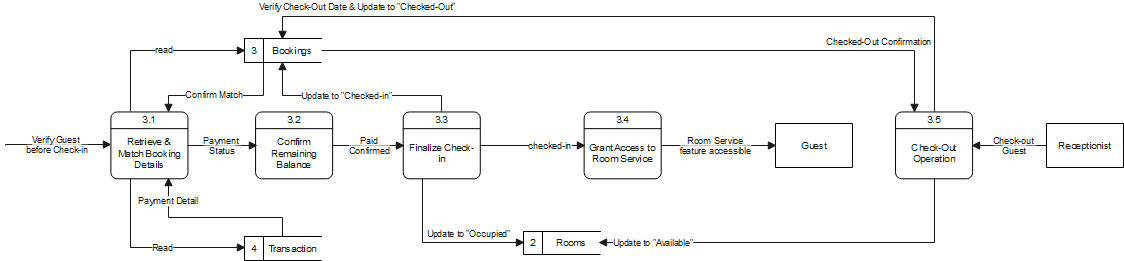 Verify Check-Out Date & Update to "Checked-Out"
Checked-Out Confirmation
read
3 Bookings
Confirm Match
Update to "Checked-in"
3.1
3.2
3.3
3.4
3.5
Verify Guest
before Check-in
Retrieve &
Match Booking
Details
Payment
Status
Confirm
Remaining
Balance
Paid
Confirmed
Finalize Check-
in
checked-in
Grant Access to
Room Service
Room Service
feature accessible
Guest
Check-Out
Operation
Check-out
Guest
Receptionist
Payment Detail
Read
4 Transaction
Update to "Occupied"
2 Rooms
Update to "Available"